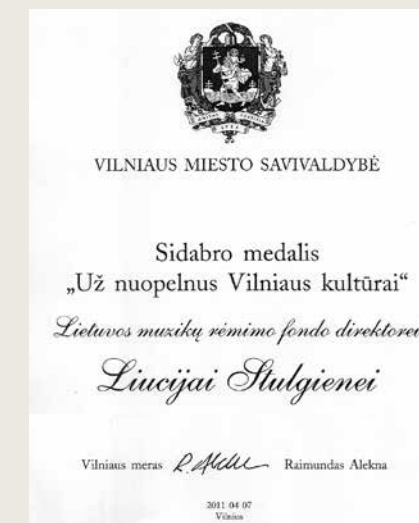 VILNIAUS MIESTO SAVIVALDYBĖ
Sidabro medalis
„Už nuopelnus Vilniaus kultūrai“
Lietuvos muzikų rėmimo fondo direktorei
Liucijai Stulgienei
Vilniaus meras Raimundas Alekna
2011 04 07
Vilnius